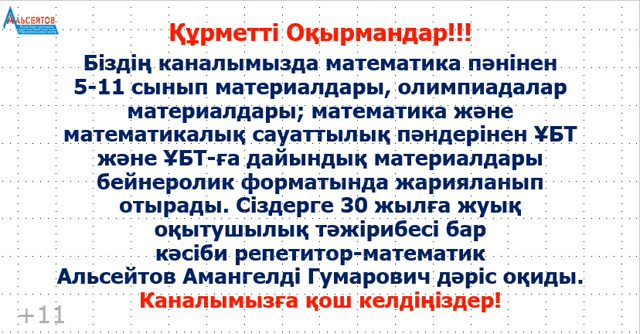 Альсейтов
Құрметті Оқырмандар!!!
Біздің каналымызда математика пәнінен
5-11 сынып материалдары, олимпиадалар
материалдары; математика және
математикалық сауаттылық пәндерінен ҰБТ
және ҰБТ-ға дайындық материалдары
бейнеролик форматында жарияланып
отырады. Сіздерге 30 жылға жуық
оқытушылық тәжірибесі бар
кәсіби репетитор-математик
Альсейтов Амангелді Гумарович дәріс оқиды.
Каналымызға қош келдіңіздер!
+11